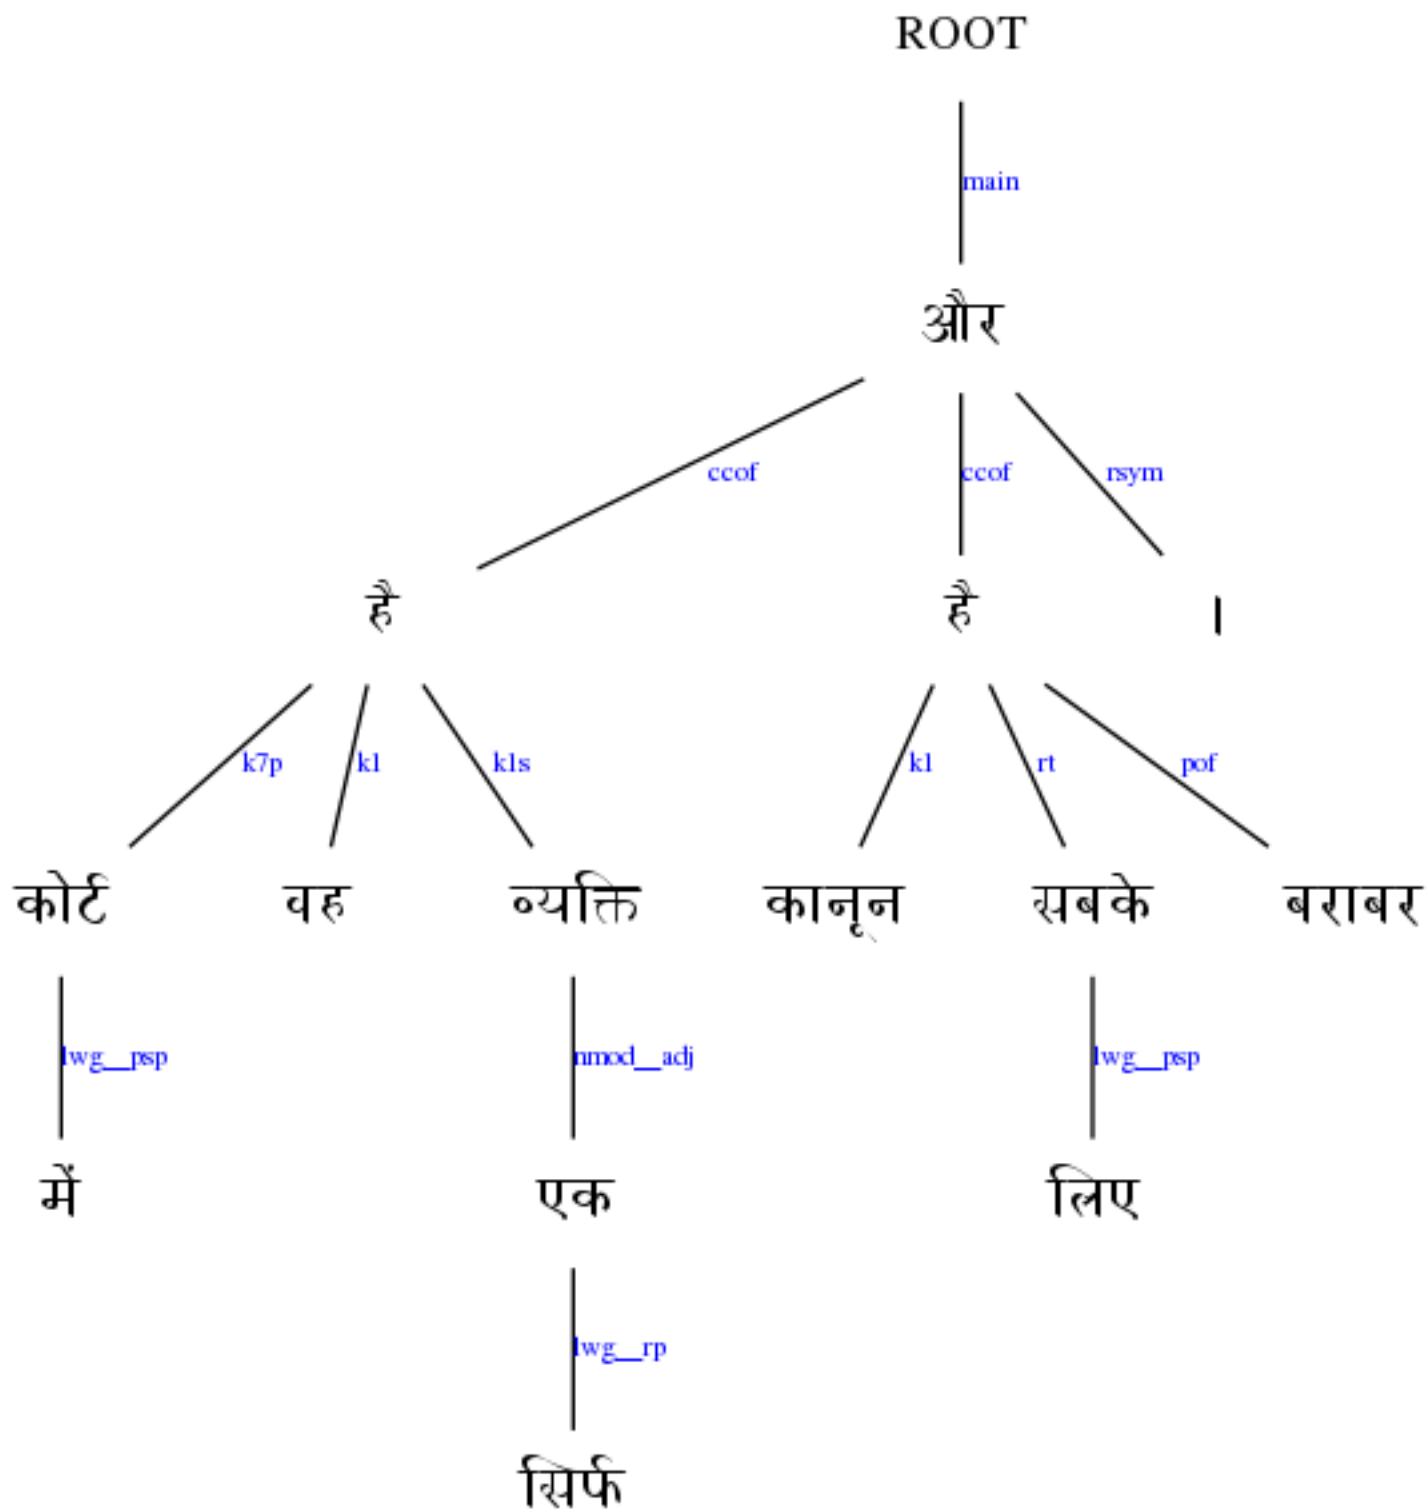 ROOT
main
और
ccof ccof rsym
है है ।
k7p k1 k1s k1 rt pof
कोर्ट वह व्यक्ति कानून सबके बराबर
lwg__psp nmod__adj lwg__psp
में एक लिए
lwg__rp
सिर्फ